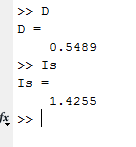 >> D
D =
0.5489
>> Is
Is =
1.4255
fx >>